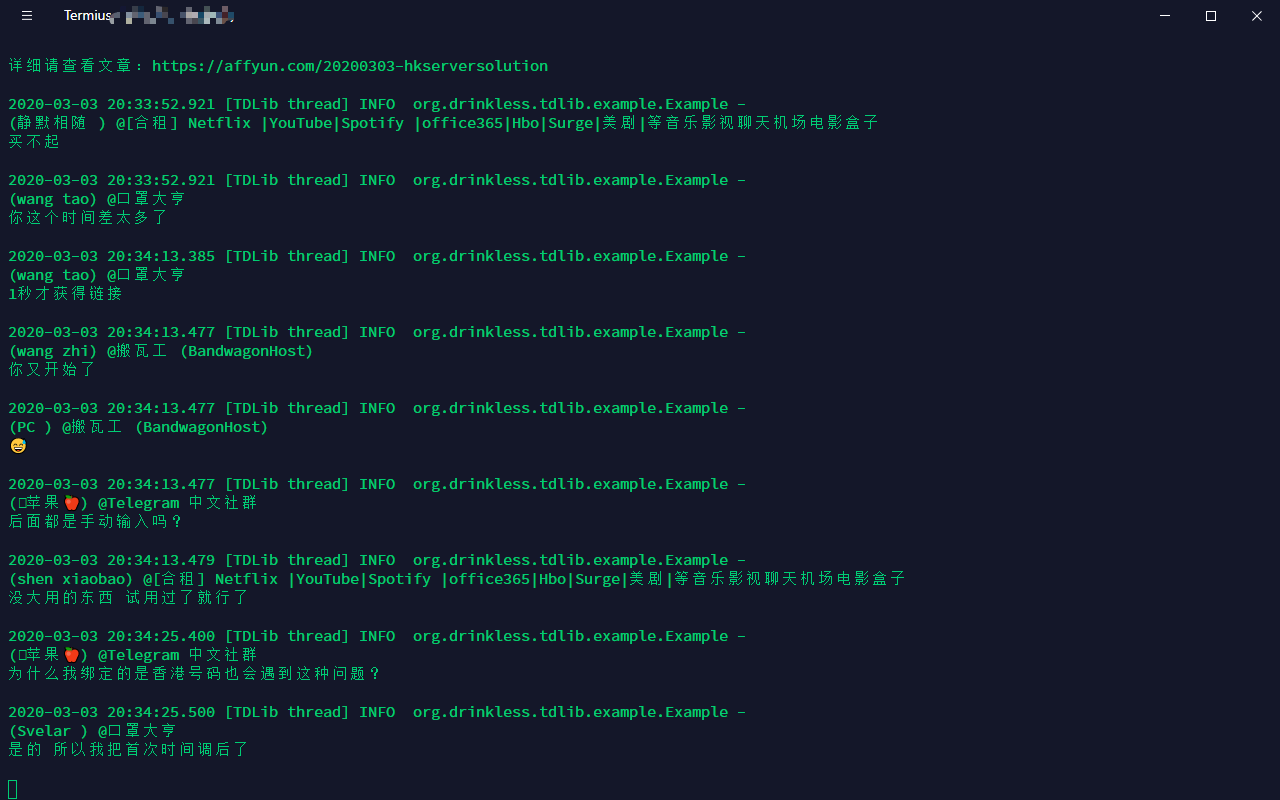 Termius
详细请查看文章：https://affyun.com/20200303-hkserversolution
2020-03-03 20:33:52.921 [TDLib thread] INFO  org.drinkless.tdlib.example.Example -
(静默相随 ) @[合租] Netflix |YouTube|Spotify |office365|Hbo|Surge|美剧|等音乐影视聊天机场电影盒子
买不起
2020-03-03 20:33:52.921 [TDLib thread] INFO  org.drinkless.tdlib.example.Example -
(wang tao) @口罩大亨
你这个时间差太多了
2020-03-03 20:34:13.385 [TDLib thread] INFO  org.drinkless.tdlib.example.Example -
(wang tao) @口罩大亨
1秒才获得链接
2020-03-03 20:34:13.477 [TDLib thread] INFO  org.drinkless.tdlib.example.Example -
(wang zhi) @搬瓦工 (BandwagonHost)
你又开始了
2020-03-03 20:34:13.477 [TDLib thread] INFO  org.drinkless.tdlib.example.Example -
(PC ) @搬瓦工 (BandwagonHost)
😅
2020-03-03 20:34:13.477 [TDLib thread] INFO  org.drinkless.tdlib.example.Example -
(苹果🍎) @Telegram 中文社群
后面都是手动输入吗？
2020-03-03 20:34:13.479 [TDLib thread] INFO  org.drinkless.tdlib.example.Example -
(shen xiaobao) @[合租] Netflix |YouTube|Spotify |office365|Hbo|Surge|美剧|等音乐影视聊天机场电影盒子
没大用的东西 试用过了就行了
2020-03-03 20:34:25.400 [TDLib thread] INFO  org.drinkless.tdlib.example.Example -
(苹果🍎) @Telegram 中文社群
为什么我绑定的是香港号码也会遇到这种问题？
2020-03-03 20:34:25.500 [TDLib thread] INFO  org.drinkless.tdlib.example.Example -
(Svelar ) @口罩大亨
是的 所以我把首次时间调后了